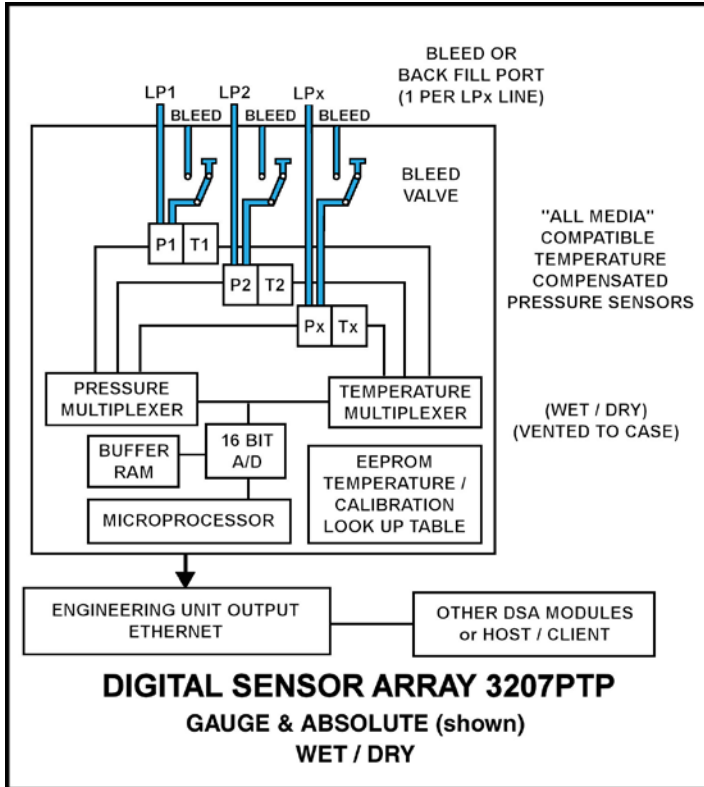 BLEED OR
BACK FILL PORT
(1 PER LPx LINE)
LP1 LP2 LPx
BLEED BLEED BLEED
BLEED
VALVE
"ALL MEDIA"
COMPATIBLE
TEMPERATURE
COMPENSATED
PRESSURE SENSORS
P1 T1
P2 T2
Px Tx
PRESSURE
MULTIPLEXER
TEMPERATURE
MULTIPLEXER
(WET / DRY)
(VENTED TO CASE)
BUFFER
RAM
16 BIT
A/D
EEPROM
TEMPERATURE /
CALIBRATION
LOOK UP TABLE
MICROPROCESSOR
ENGINEERING UNIT OUTPUT
ETHERNET
OTHER DSA MODULES
or HOST / CLIENT
DIGITAL SENSOR ARRAY 3207PTP
GAUGE & ABSOLUTE (shown)
WET / DRY